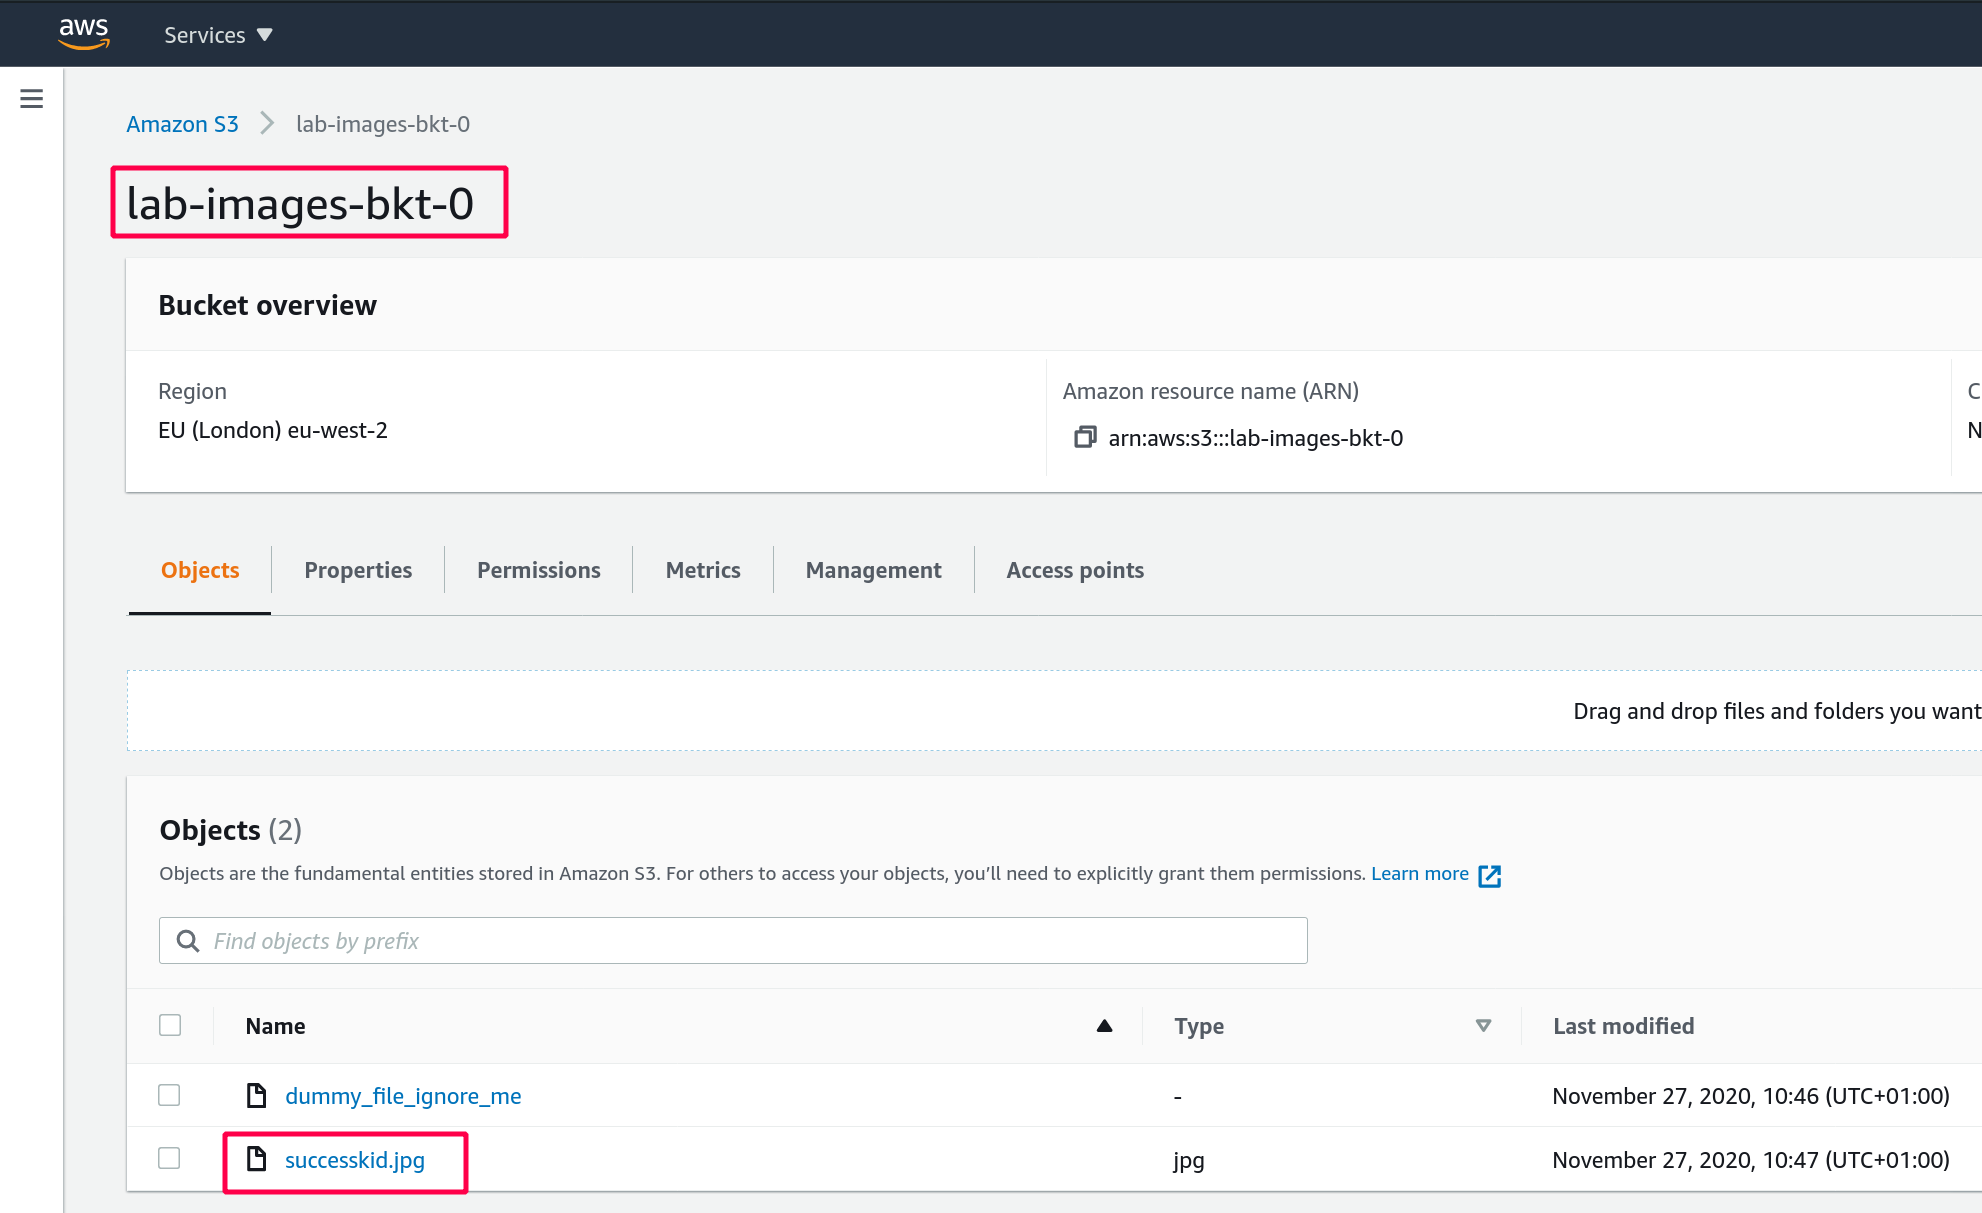 aws Services
Amazon S3 lab-images-bkt-0
lab-images-bkt-0
Bucket overview
Region
Amazon resource name (ARN)
C
EU (London) eu-west-2
arn:aws:s3:::lab-images-bkt-0
N
Objects Properties Permissions Metrics Management Access points
Drag and drop files and folders you want
Objects (2)
Objects are the fundamental entities stored in Amazon S3. For others to access your objects, you’ll need to explicitly grant them permissions. Learn more
Find objects by prefix
Name Type Last modified
dummy_file_ignore_me - November 27, 2020, 10:46 (UTC+01:00)
successkid.jpg jpg November 27, 2020, 10:47 (UTC+01:00)